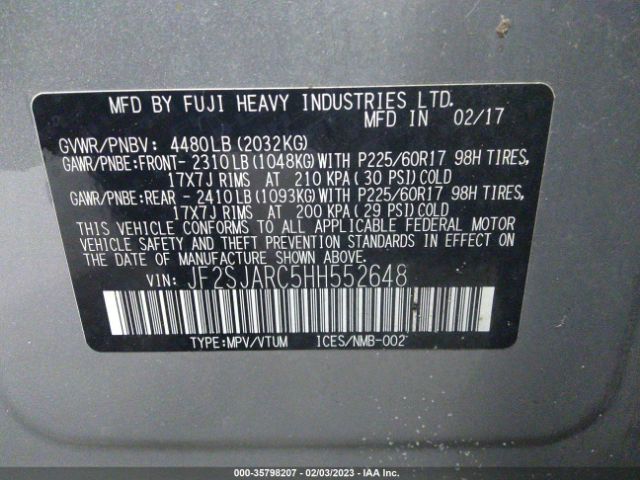 MFD BY FUJI HEAVY INDUSTRIES LTD.
MFD IN 02/17
GVWR/PNBV: 4480LB(2032KG)
GAWR/PNBE:FRONT- 2310LB(1048KG)WITH P225/60R17 98H TIRES,
17X7J RIMS AT 210 KPA(30 PSI)COLD
GAWR/PNBE:REAR -2410LB(1093KG)WITH P225/60R17 98H TIRES,
17X7J RIMS AT 200 KPA(29 PSI)COLD
THIS VEHICLE CONFORMS TO ALL APPLICABLE FEDERAL MOTOR
VEHICLE SAFETY AND THEFT PREVENTION STANDARDS IN EFFECT
ON THE DATE OF MANUFACTURE SHOWN ABOVE.
VIN: JF2SJARC5HH552648
TYPE:MPV/VTUM ICES/NMB-002
000-35798207 - 02/03/2023 - IAA Inc.